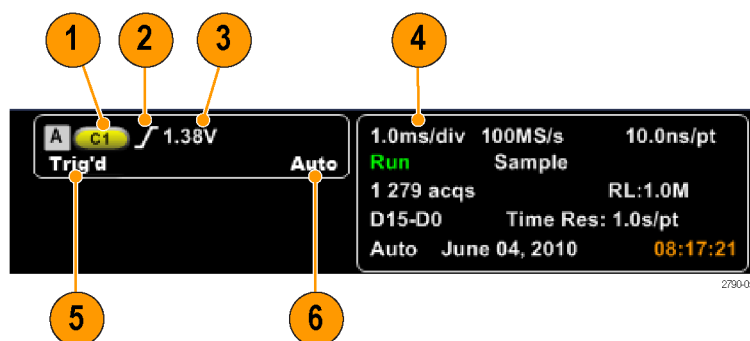 1 2 3 4
A C1 1.38V
Trig'd Auto
1.0ms/div 100MS/s 10.0ns/pt
Run Sample
1 279 acqs RL:1.0M
D15-D0 Time Res: 1.0s/pt
Auto June 04, 2010 08:17:21
5 6